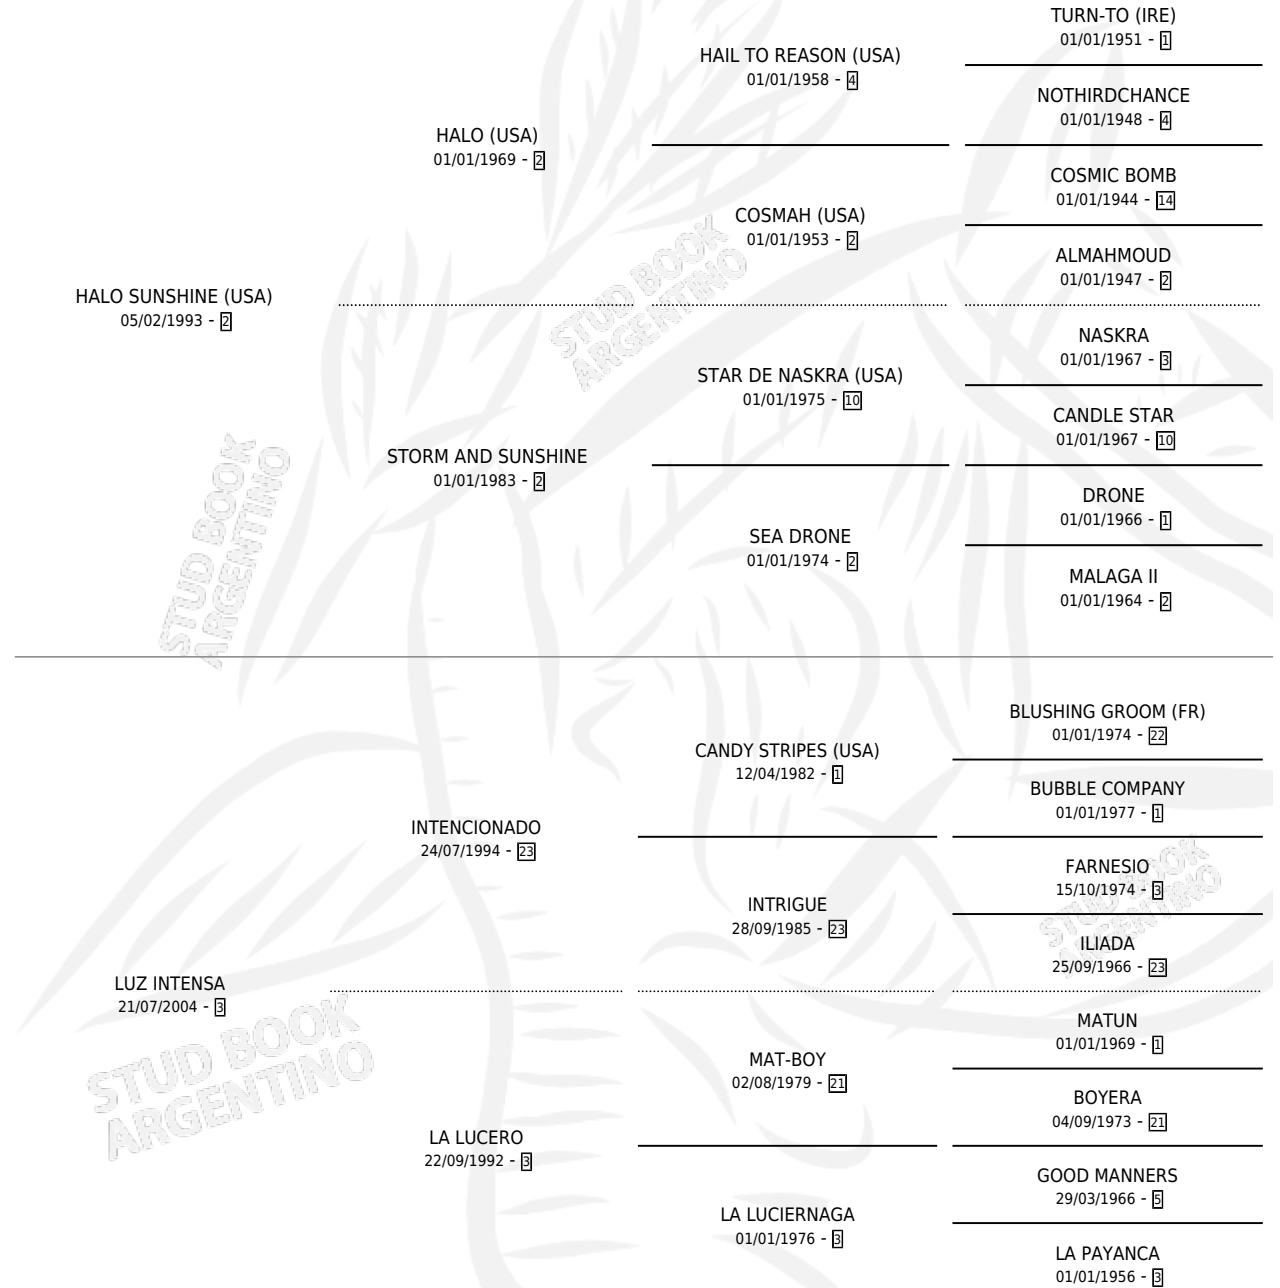 TURN-TO (IRE)
01/01/1951 - 1
HAIL TO REASON (USA)
01/01/1958 - 4
NOTHIRDCHANCE
01/01/1948 - 4
HALO (USA)
01/01/1969 - 2
COSMIC BOMB
01/01/1944 - 14
COSMAH (USA)
01/01/1953 - 2
ALMAHMOUD
01/01/1947 - 2
HALO SUNSHINE (USA)
05/02/1993 - 2
STUD BOOK
ARGENTINO
NASKRA
01/01/1967 - 3
STAR DE NASKRA (USA)
01/01/1975 - 10
CANDLE STAR
01/01/1967 - 10
STORM AND SUNSHINE
01/01/1983 - 2
DRONE
01/01/1966 - 1
SEA DRONE
01/01/1974 - 2
MALAGA II
01/01/1964 - 2
STUD BOOK
ARGENTINO
BLUSHING GROOM (FR)
01/01/1974 - 22
CANDY STRIPES (USA)
12/04/1982 - 1
BUBBLE COMPANY
01/01/1977 - 1
INTENCIONADO
24/07/1994 - 23
FARNESIO
15/10/1974 - 3
INTRIGUE
28/09/1985 - 23
ILIADA
25/09/1966 - 23
STUD BOOK
ARGENTINO
LUZ INTENSA
21/07/2004 - 3
MATUN
01/01/1969 - 1
MAT-BOY
02/08/1979 - 21
BOYERA
04/09/1973 - 21
STUD BOOK
ARGENTINO
LA LUCERO
22/09/1992 - 3
GOOD MANNERS
29/03/1966 - 5
LA LUCIERNAGA
01/01/1976 - 3
LA PAYANCA
01/01/1956 - 3